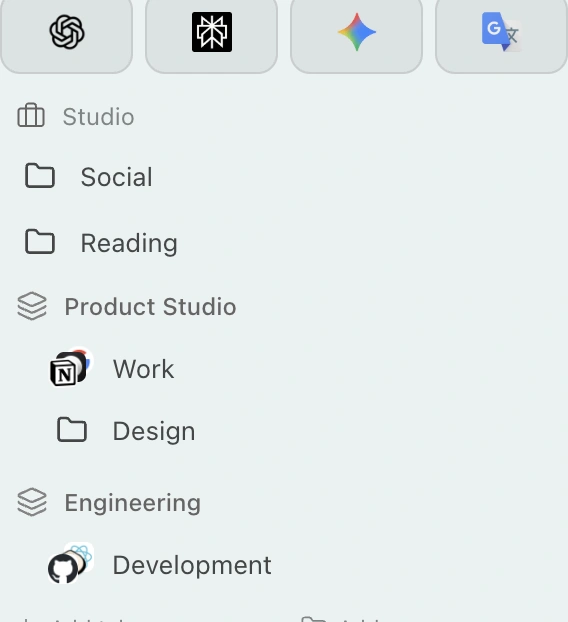 Studio
Social
Reading
Product Studio
Work
Design
Engineering
Development